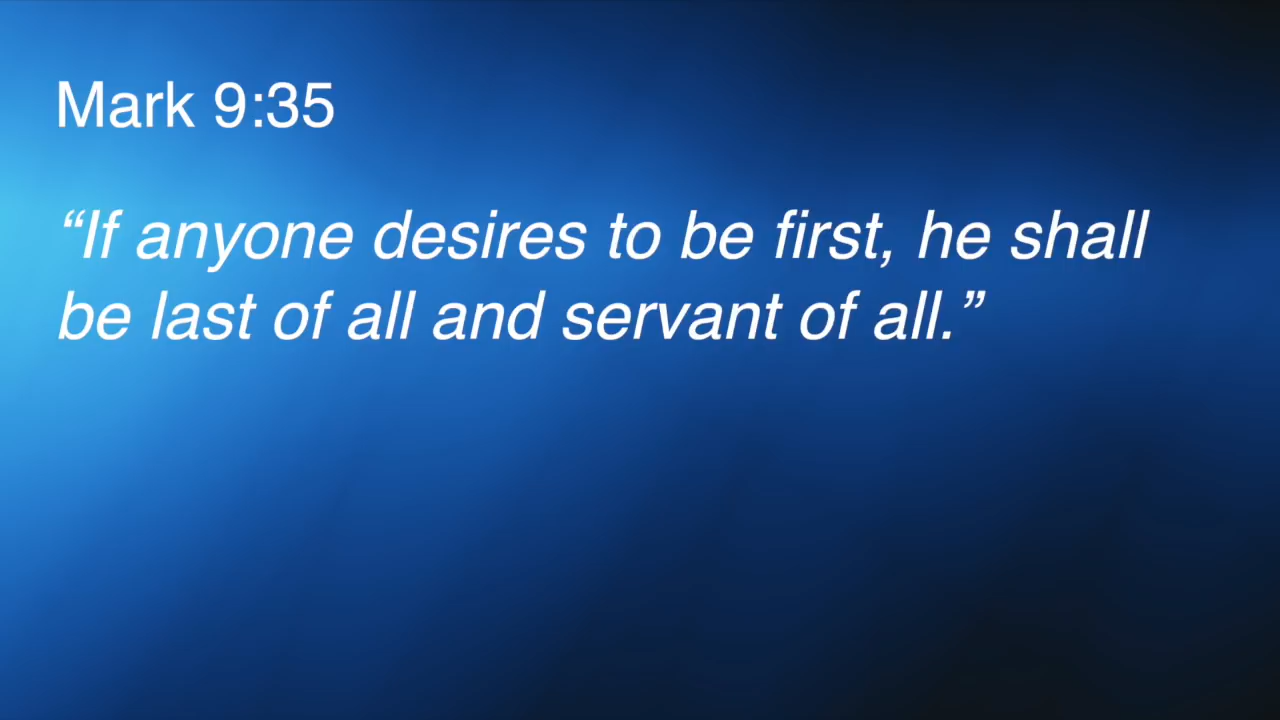 Mark 9:35
“If anyone desires to be first, he shall
be last of all and servant of all.”